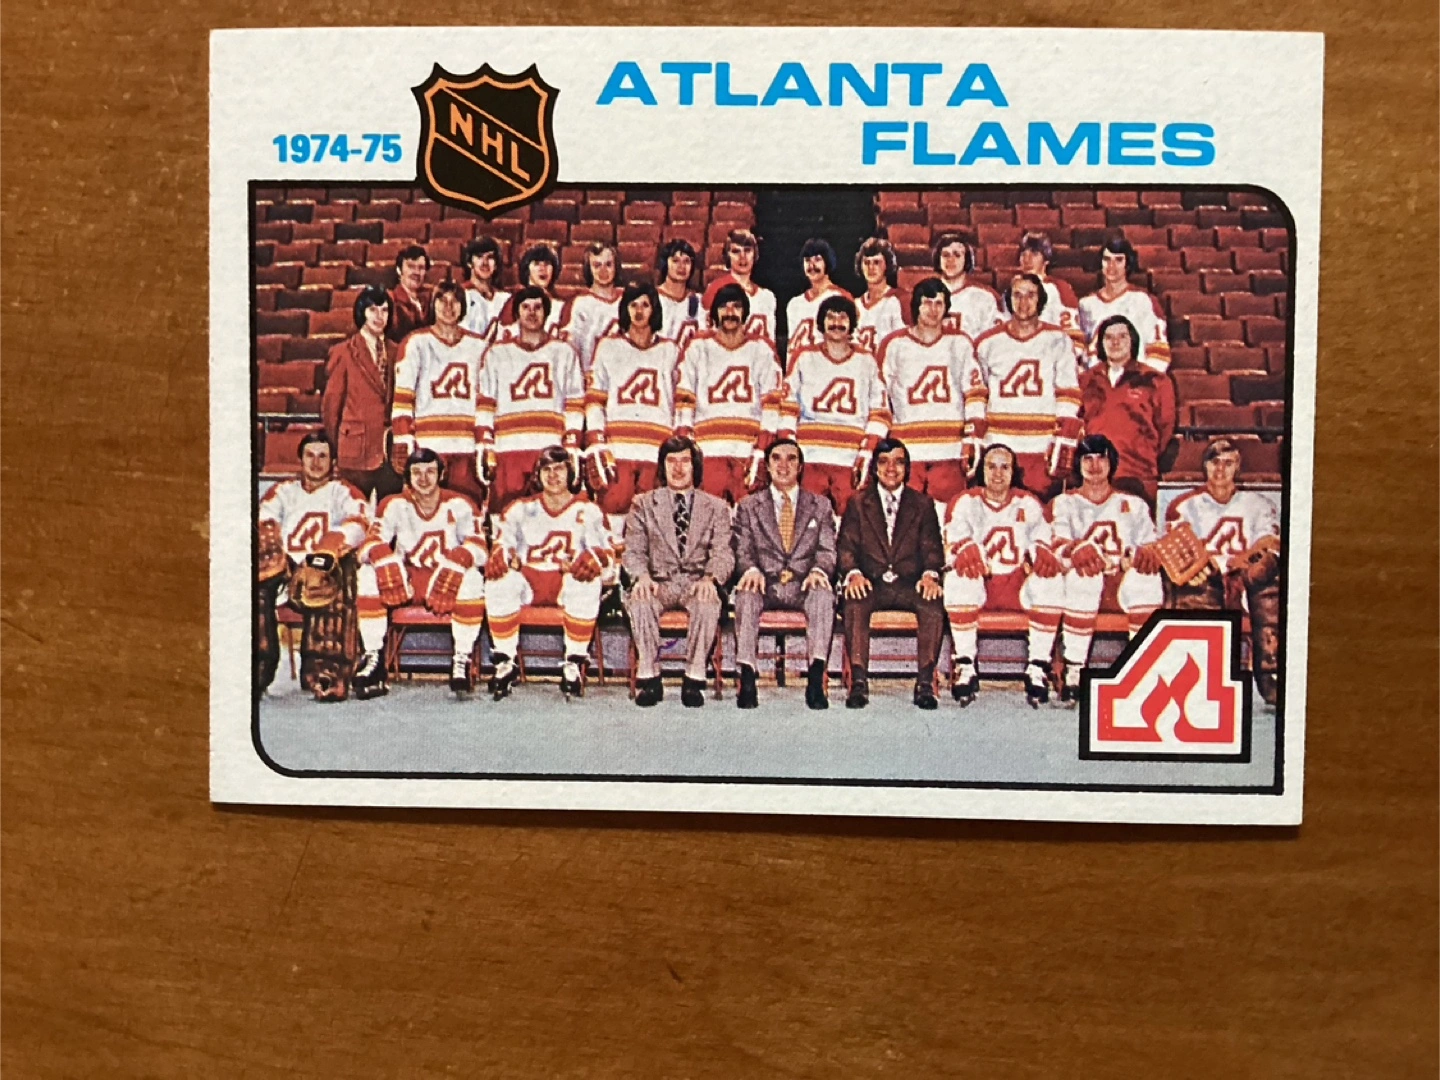 ATLANTA
FLAMES
1974-75
NHL